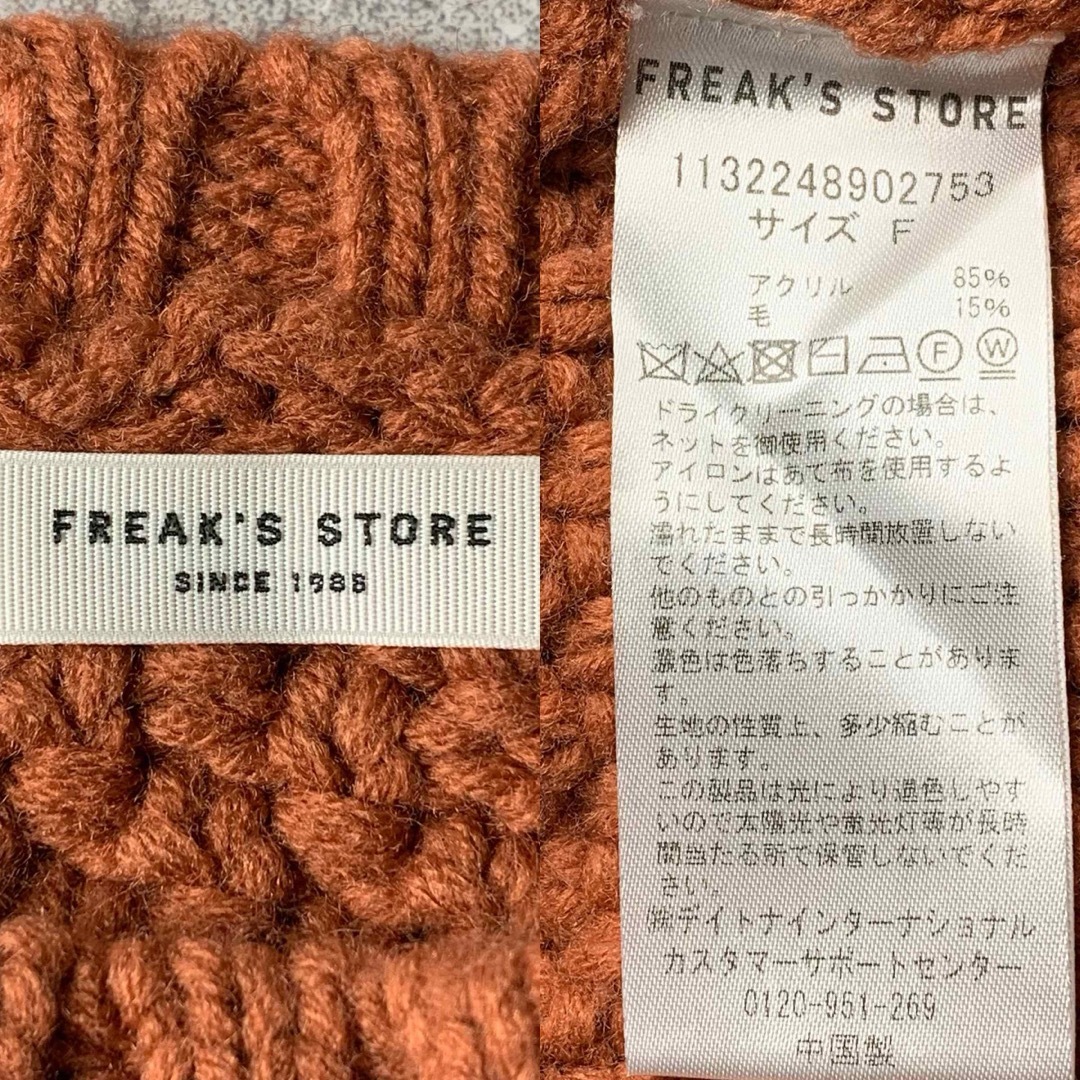 FREAK'S STORE
SINCE 1986
FREAK'S STORE
1132248902753
サイズ F
アクリル 85%
毛 15%
F W
ドライクリーニングの場合は、
ネットを御使用ください。
アイロンはあて布を使用するよ
うにしてください。
濡れたままで長時間放置しない
でください。
他のものとの引っかかりにご注
意ください。
濃色は色落ちすることがありま
す。
生地の性質上、多少縮むことが
あります。
この製品は光により退色しやす
いので太陽光や蛍光灯等が長時
間当たる所で保管しないでくだ
さい。
㈱デイトナインターナショナル
カスタマーサポートセンター
0120-951-269
中国製